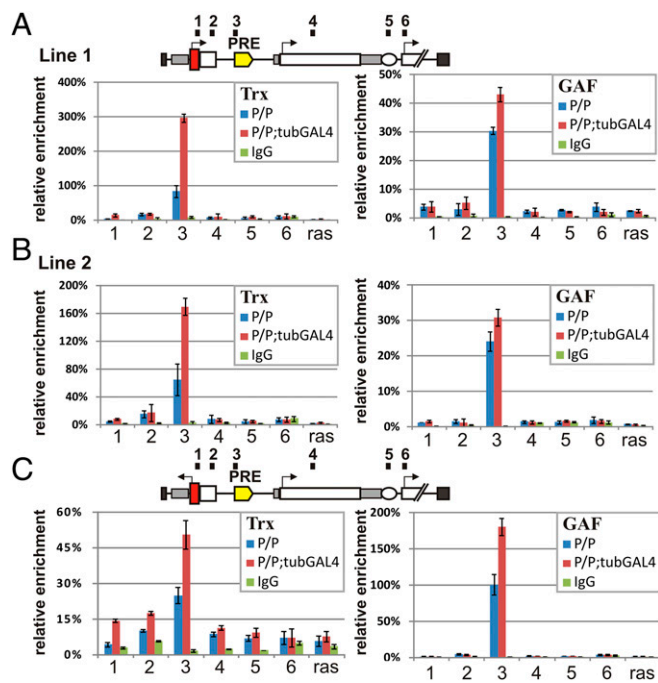 A
1 2 3 4 5 6
PRE
Line 1
Trx
P/P
P/P;tubGAL4
IgG
relative enrichment
400%
300%
200%
100%
0%
1 2 3 4 5 6 ras
GAF
P/P
P/P;tubGAL4
IgG
relative enrichment
50%
40%
30%
20%
10%
0%
1 2 3 4 5 6 ras
B
Line 2
Trx
P/P
P/P;tubGAL4
IgG
relative enrichment
200%
160%
120%
80%
40%
0%
1 2 3 4 5 6 ras
GAF
P/P
P/P;tubGAL4
IgG
relative enrichment
40%
30%
20%
10%
0%
1 2 3 4 5 6 ras
C
1 2 3 4 5 6
PRE
Trx
P/P
P/P;tubGAL4
IgG
relative enrichment
60%
45%
30%
15%
0%
1 2 3 4 5 6 ras
GAF
P/P
P/P;tubGAL4
IgG
relative enrichment
200%
150%
100%
50%
0%
1 2 3 4 5 6 ras